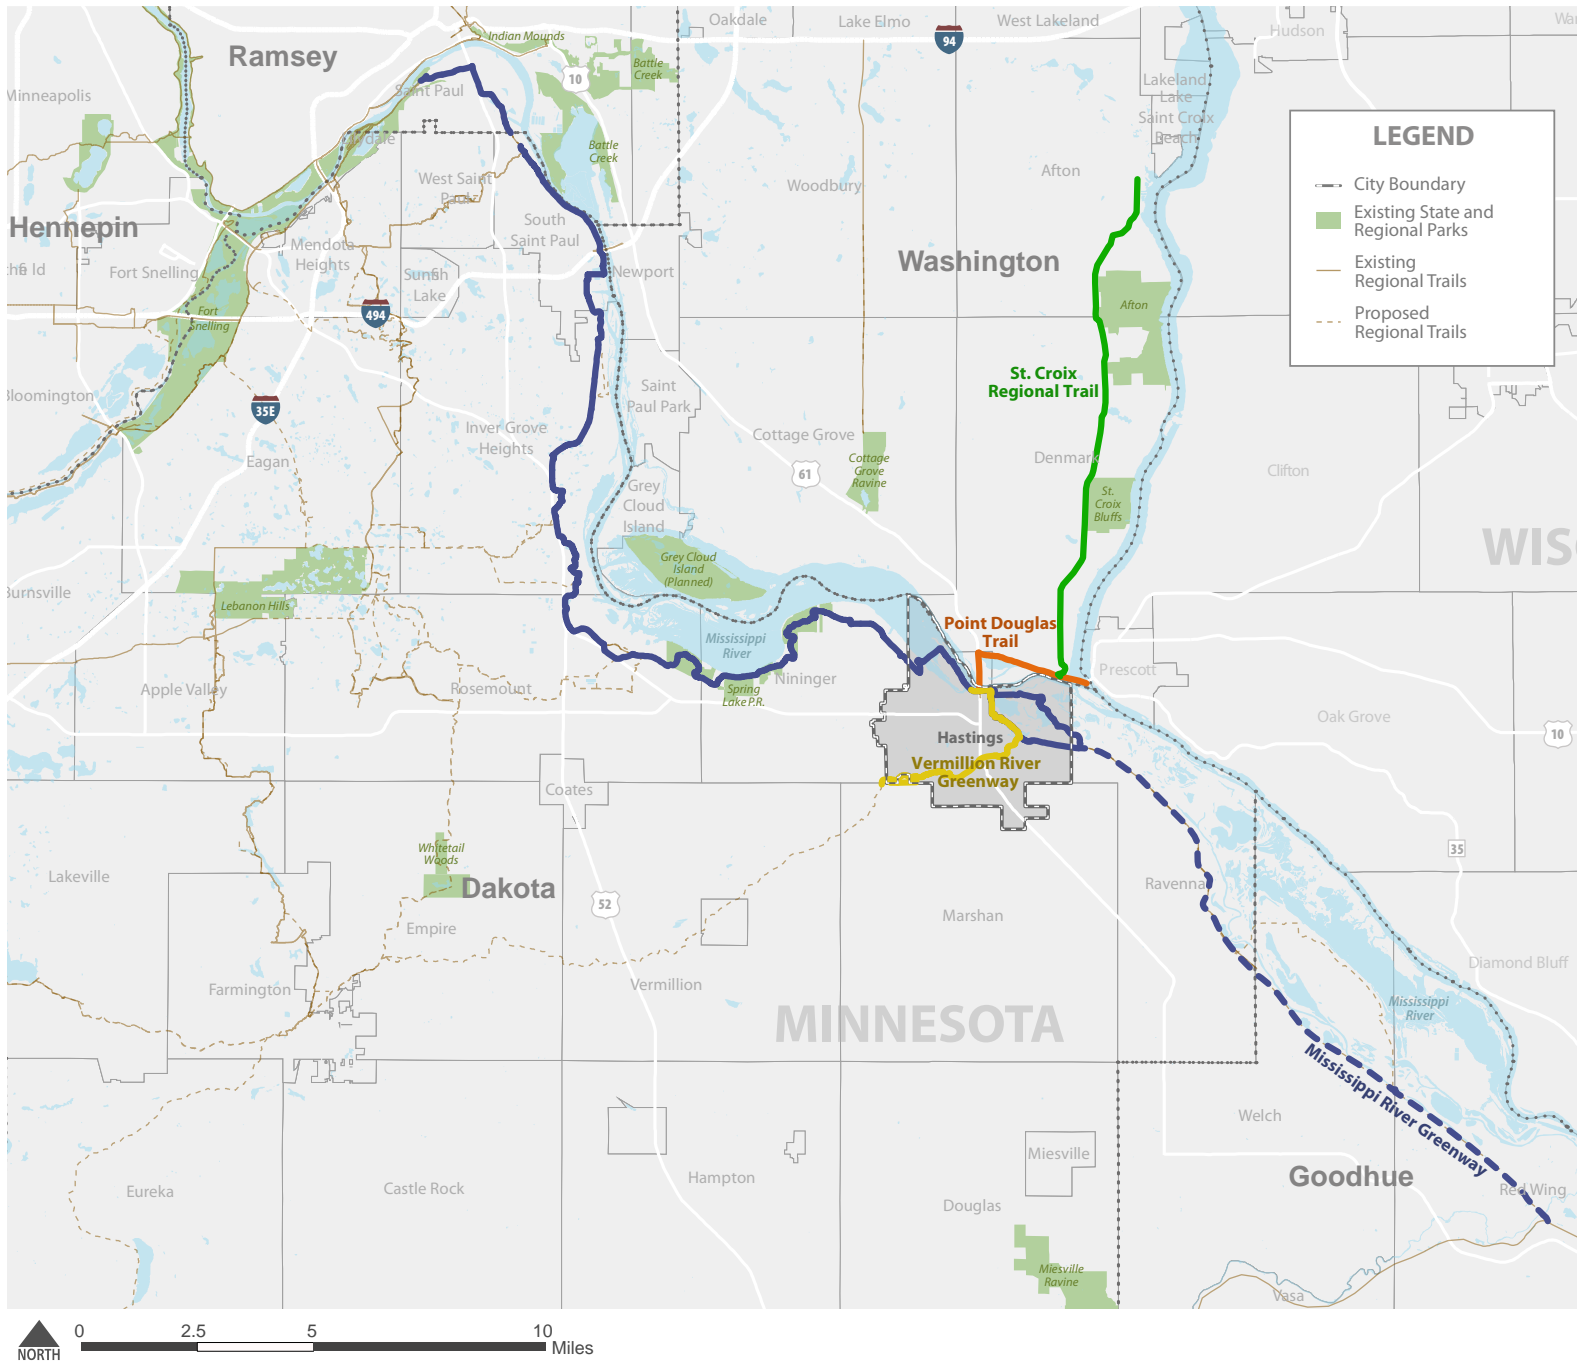 Oakdale
Lake Elmo
West Lakeland
Hudson
Indian Mounds
94
Ramsey
10
Battle
Creek
Lakeland
Lake
Saint Croix
Beach
Minneapolis
Saint Paul
LEGEND
City Boundary
Existing State and
Regional Parks
Existing
Regional Trails
Proposed
Regional Trails
Battle
Creek
West Saint
Paul
Woodbury
Afton
Hennepin
South
Saint Paul
Mendota
Heights
Washington
Fort Snelling
Sunfish
Lake
Newport
Fort
Snelling
494
Afton
St. Croix
Regional Trail
Bloomington
35E
Saint
Paul Park
Inver Grove
Heights
Cottage Grove
Eagan
Cottage
Grove
Ravine
61
Denmark
Clifton
Grey
Cloud
Island
St.
Croix
Bluffs
WISC
Grey Cloud
Island
(Planned)
Burnsville
Lebanon Hills
Point Douglas
Trail
Mississippi
River
Prescott
Apple Valley
Rosemount
Spring
Lake P.R.
Nininger
Oak Grove
10
Hastings
Vermillion River
Greenway
Coates
Whitetail
Woods
35
Lakeville
Dakota
Ravenna
52
Marshan
Empire
Diamond Bluff
Farmington
Vermillion
Mississippi
River
MINNESOTA
Mississippi River Greenway
Welch
Miesville
Goodhue
Eureka
Castle Rock
Hampton
Douglas
Red Wing
Miesville
Ravine
Vasa
0 2.5 5 10
Miles
NORTH